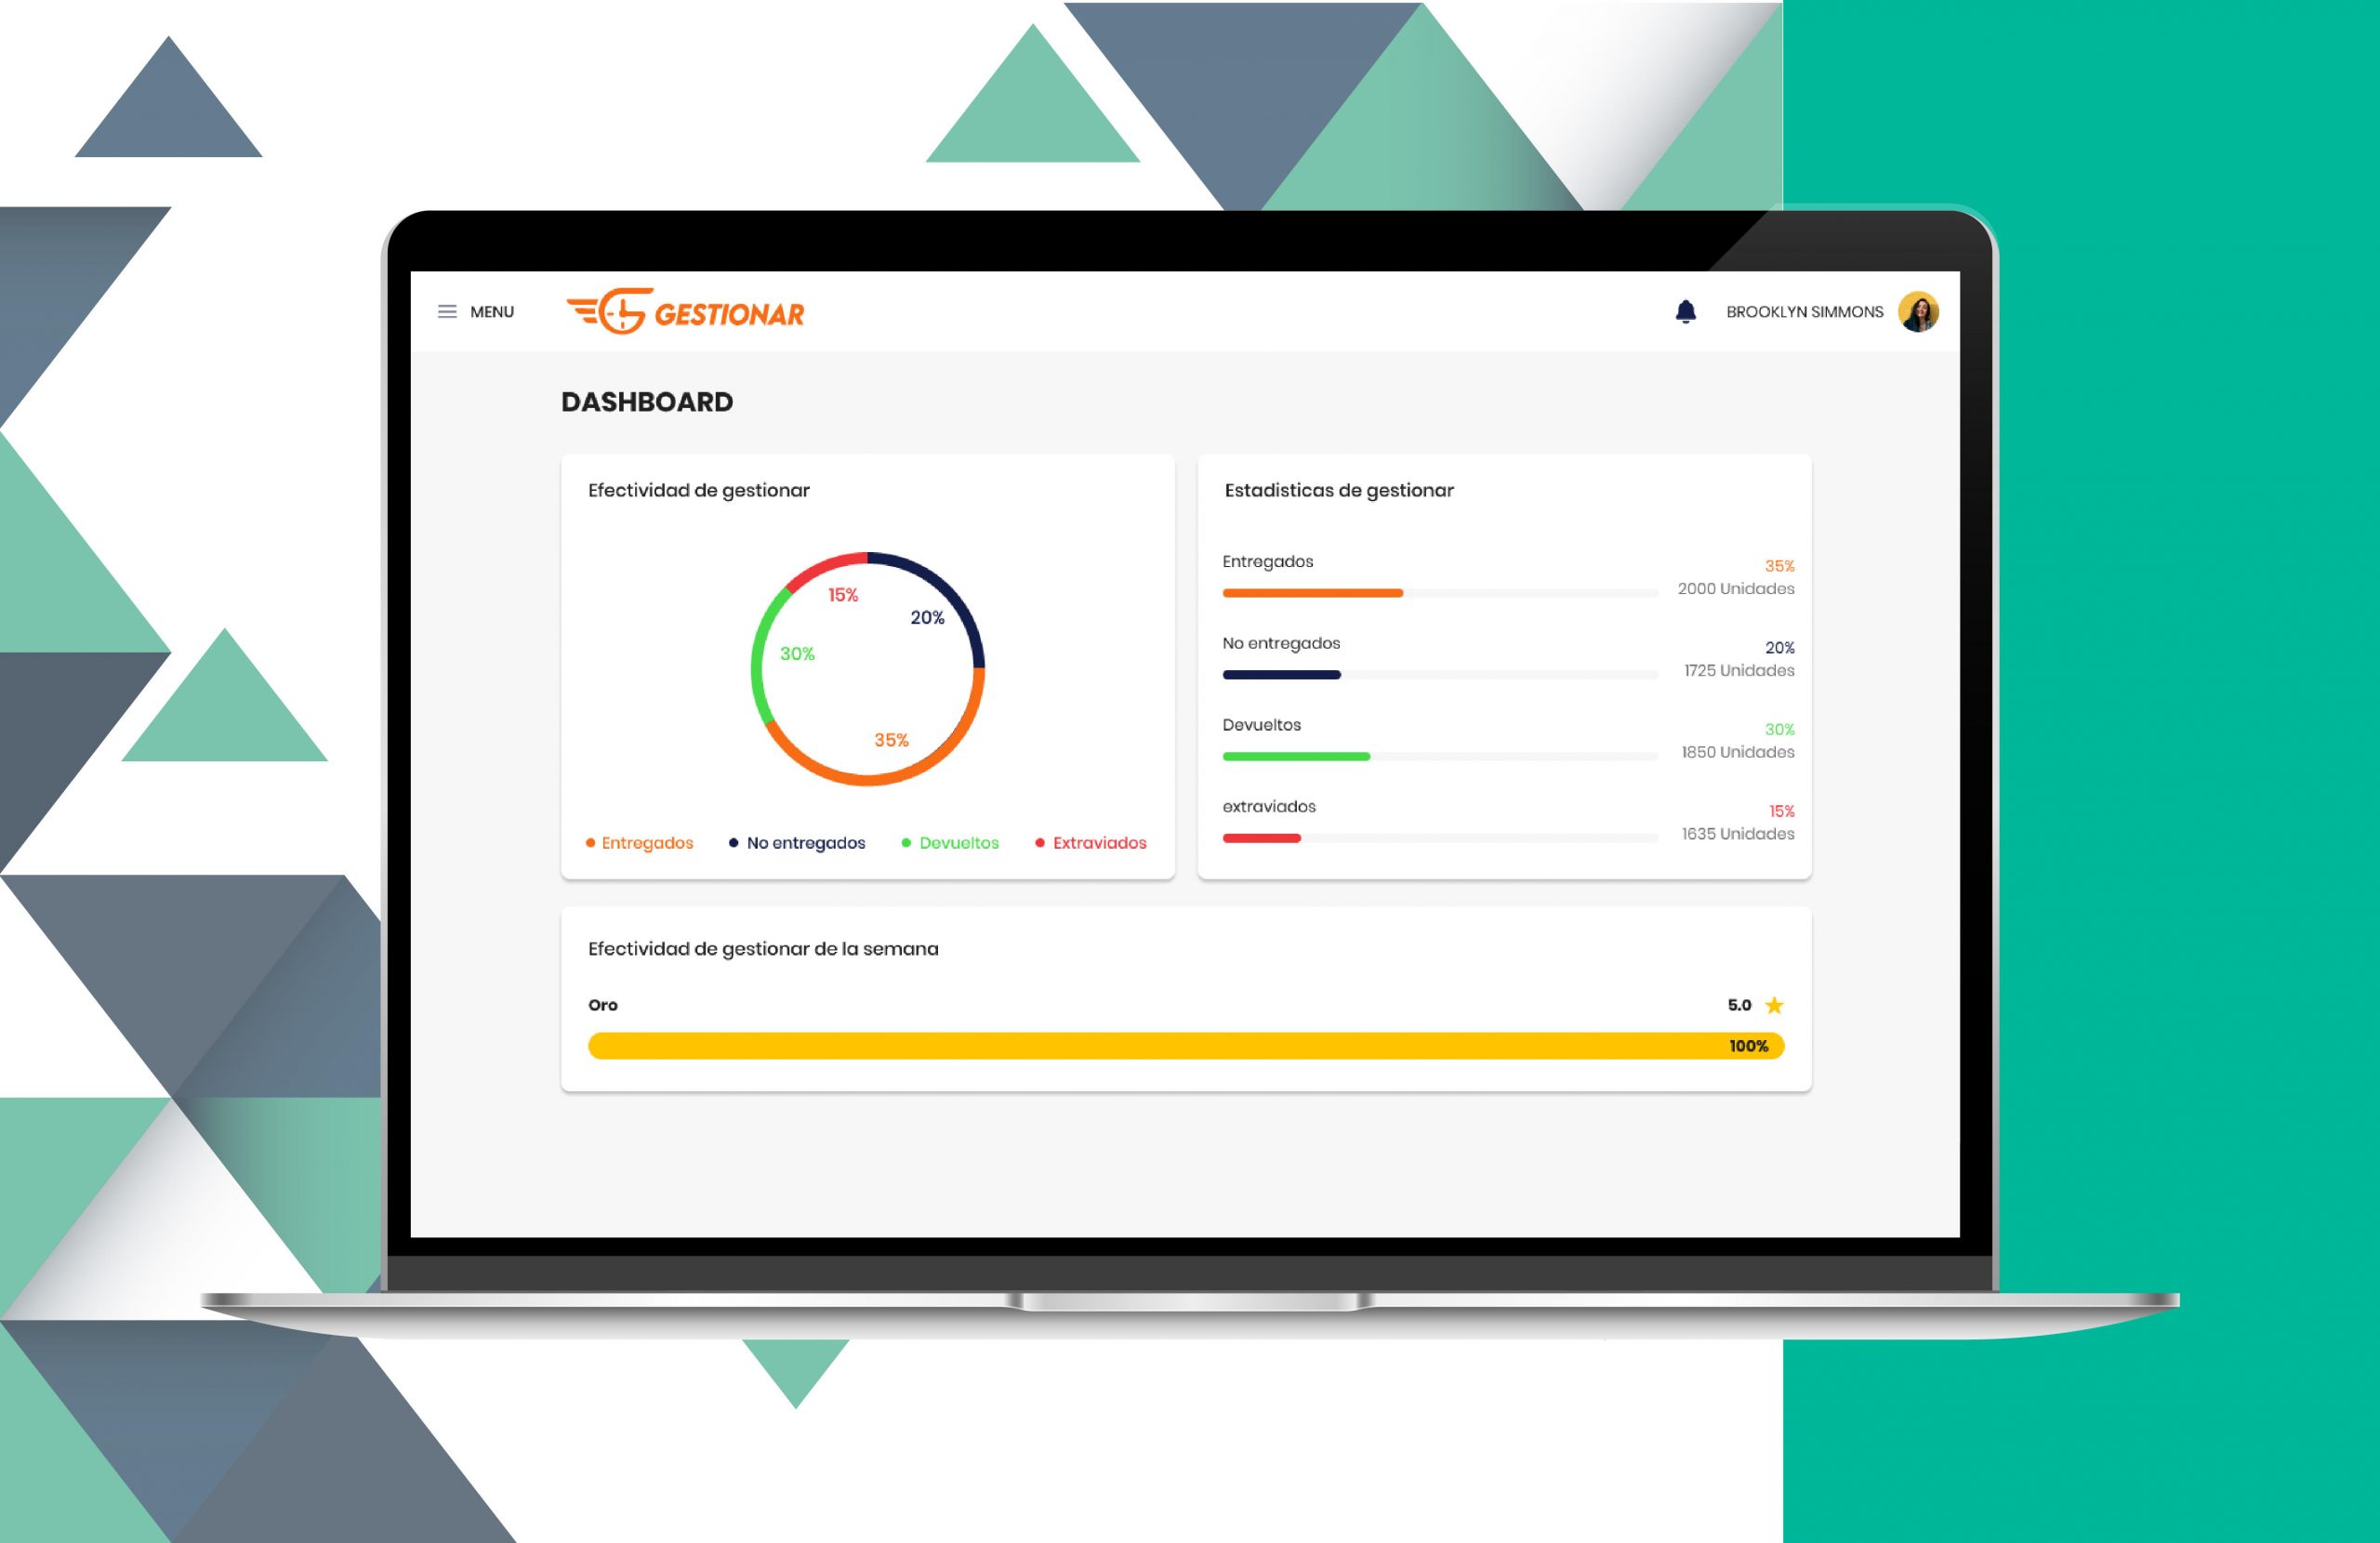 MENU
GESTIONAR
BROOKLYN SIMMONS
DASHBOARD
Efectividad de gestionar
15%
20%
30%
35%
Entregados
No entregados
Devueltos
Extraviados
Estadisticas de gestionar
Entregados
35%
2000 Unidades
No entregados
20%
1725 Unidades
Devueltos
30%
1850 Unidades
extraviados
15%
1635 Unidades
Efectividad de gestionar de la semana
Oro
5.0
100%